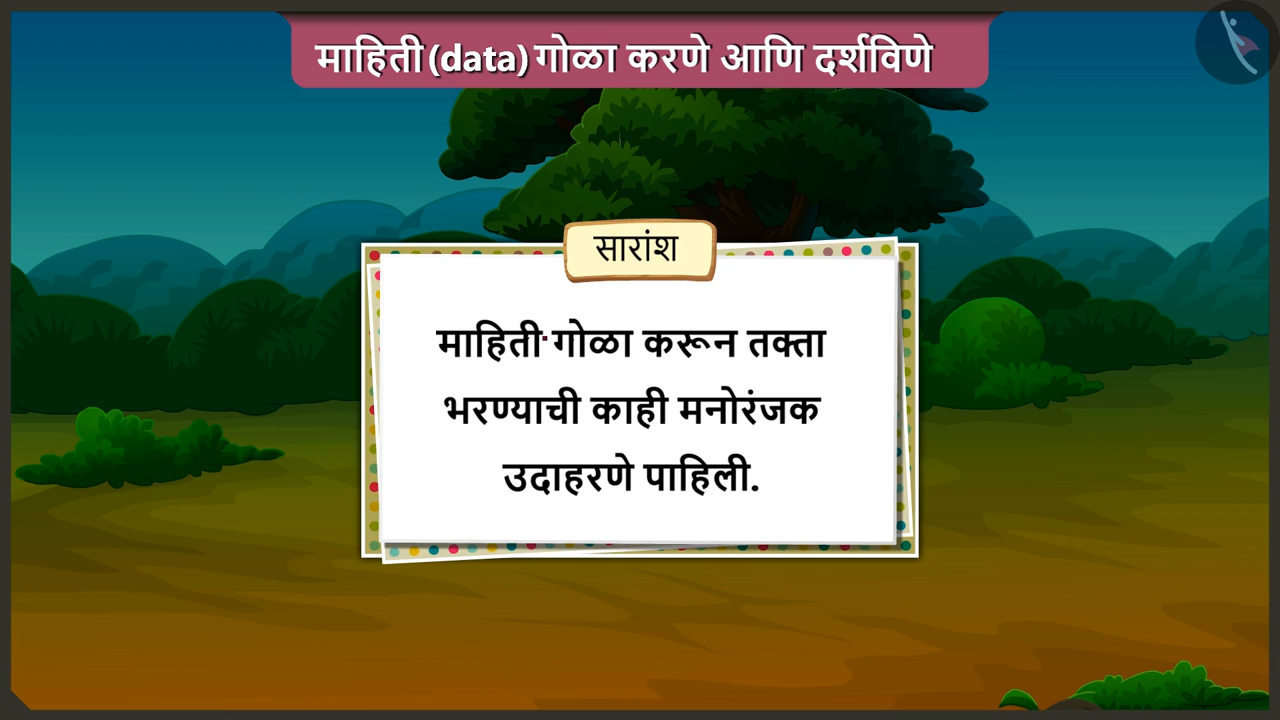 माहिती (data) गोळा करणे आणि दर्शविणे
सारांश
माहिती गोळा करून तक्ता
भरण्याची काही मनोरंजक
उदाहरणे पाहिली.